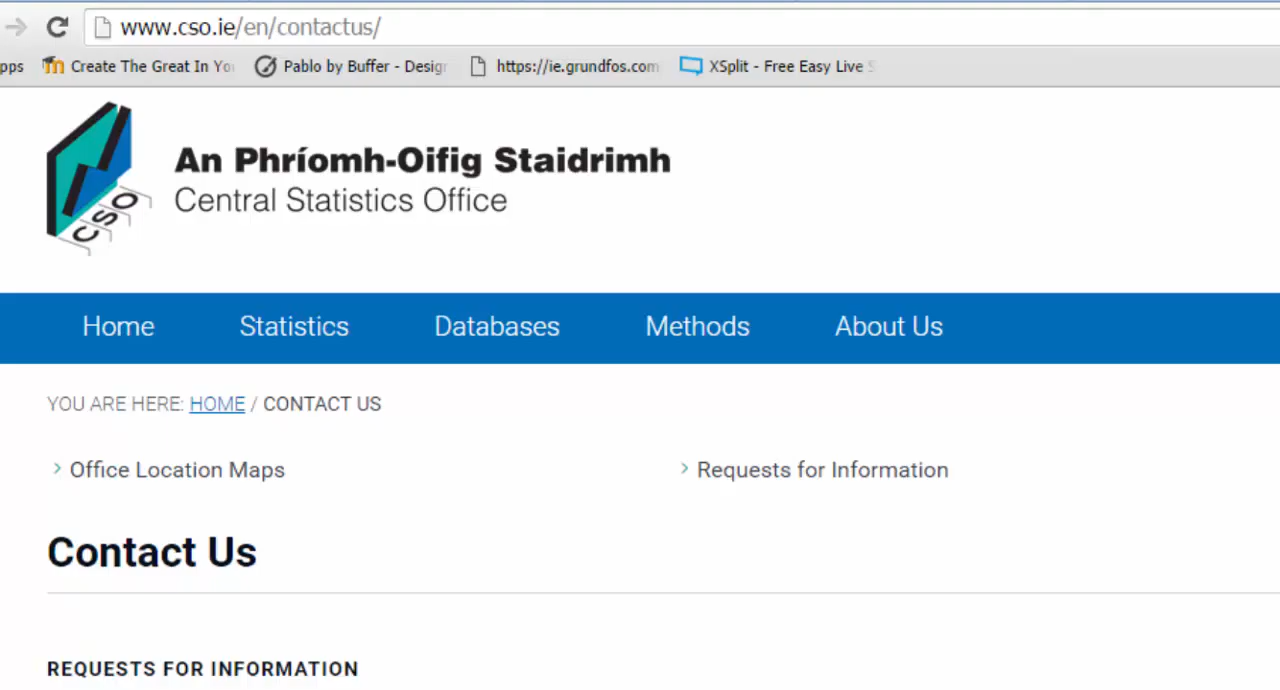 www.cso.ie/en/contactus/
pps Create The Great In Yo Pablo by Buffer - Desig https://ie.grundfos.com XSplit - Free Easy Live S
An Phríomh-Oifig Staidrimh
Central Statistics Office
CSO
Home Statistics Databases Methods About Us
YOU ARE HERE: HOME / CONTACT US
Office Location Maps Requests for Information
Contact Us
REQUESTS FOR INFORMATION